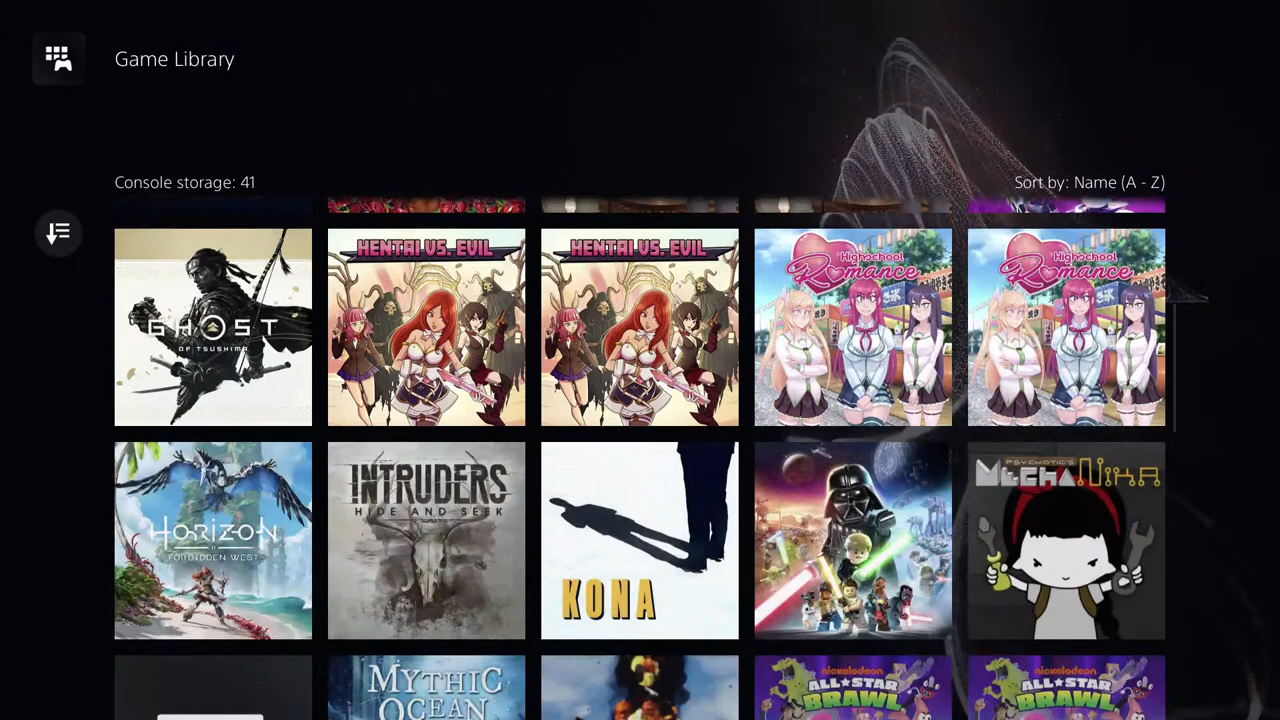 Game Library
Console storage: 41
Sort by: Name (A - Z)
GHOST
OF TSUSHIMA
HENTAI VS. EVIL
HENTAI VS. EVIL
Highschool
Romance
Highschool
Romance
HORIZON
FORBIDDEN WEST
INTRUDERS
HIDE AND SEEK
KONA
PSYCHOTIC'S
MECHANIKA
MYTHIC
OCEAN
nickelodeon
ALL★STAR
BRAWL
nickelodeon
ALL★STAR
BRAWL